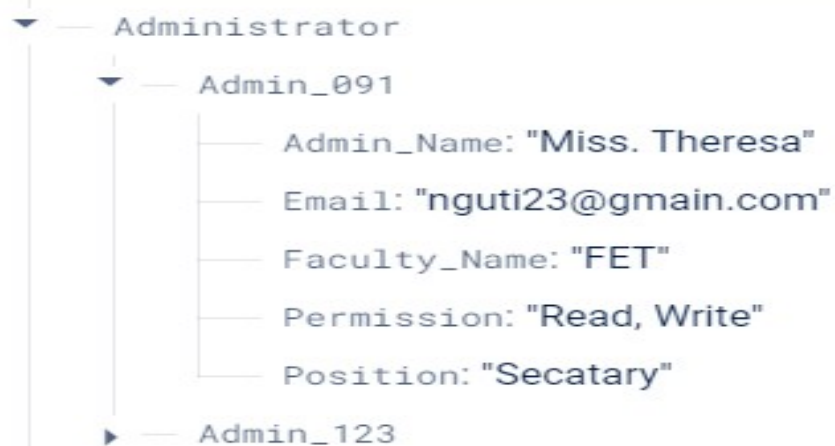 Administrator
Admin_091
Admin_Name: "Miss. Theresa"
Email: "nguti23@gmain.com"
Faculty_Name: "FET"
Permission: "Read, Write"
Position: "Secatary"
Admin_123